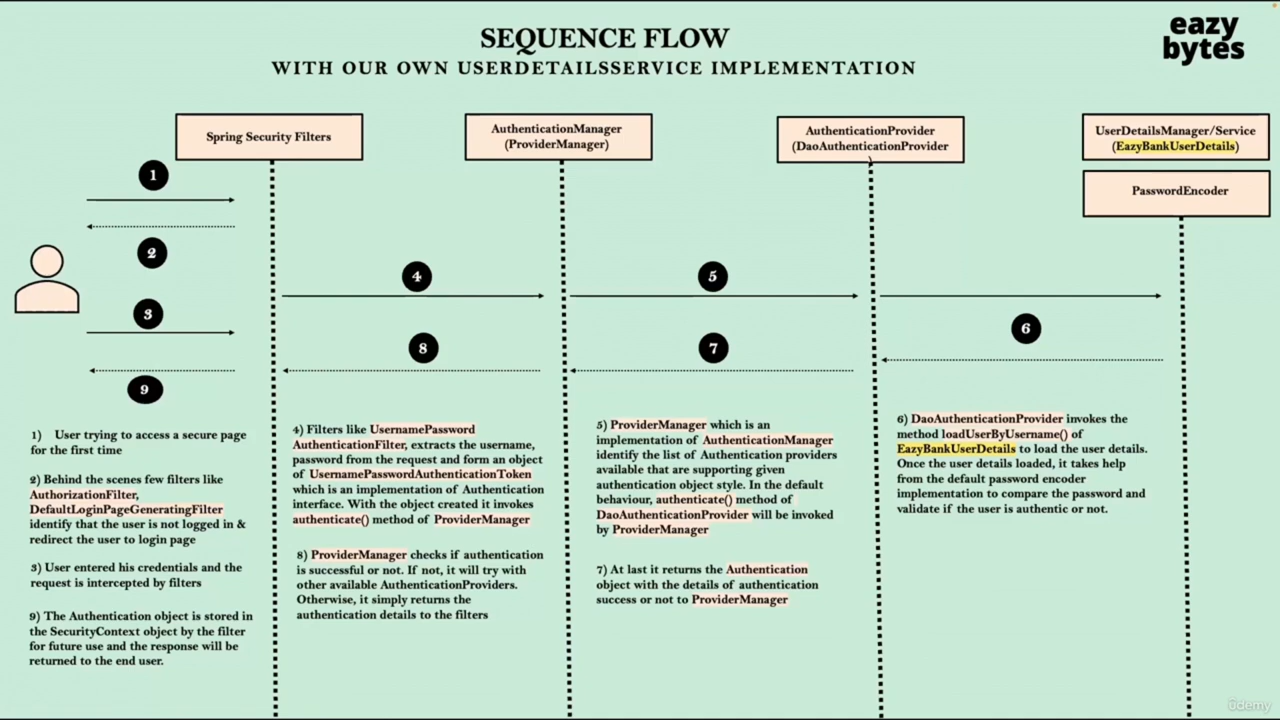 SEQUENCE FLOW
WITH OUR OWN USERDETAILSSERVICE IMPLEMENTATION
eazy
bytes
Spring Security Filters
AuthenticationManager
(ProviderManager)
AuthenticationProvider
(DaoAuthenticationProvider
)
UserDetailsManager/Service
(EazyBankUserDetails)
PasswordEncoder
1
2
3
4
5
6
7
8
9
1) User trying to access a secure page
for the first time
2) Behind the scenes few filters like
AuthorizationFilter,
DefaultLoginPageGeneratingFilter
identify that the user is not logged in &
redirect the user to login page
3) User entered his credentials and the
request is intercepted by filters
9) The Authentication object is stored in
the SecurityContext object by the filter
for future use and the response will be
returned to the end user.
4) Filters like UsernamePassword
AuthenticationFilter, extracts the username,
password from the request and form an object
of UsernamePasswordAuthenticationToken
which is an implementation of Authentication
interface. With the object created it invokes
authenticate() method of ProviderManager
8) ProviderManager checks if authentication
is successful or not. If not, it will try with
other available AuthenticationProviders.
Otherwise, it simply returns the
authentication details to the filters
5) ProviderManager which is an
implementation of AuthenticationManager
identify the list of Authentication providers
available that are supporting given
authentication object style. In the default
behaviour, authenticate() method of
DaoAuthenticationProvider will be invoked
by ProviderManager
7) At last it returns the Authentication
object with the details of authentication
success or not to ProviderManager
6) DaoAuthenticationProvider invokes the
method loadUserByUsername() of
EazyBankUserDetails to load the user details.
Once the user details loaded, it takes help
from the default password encoder
implementation to compare the password and
validate if the user is authentic or not.
ûdemy